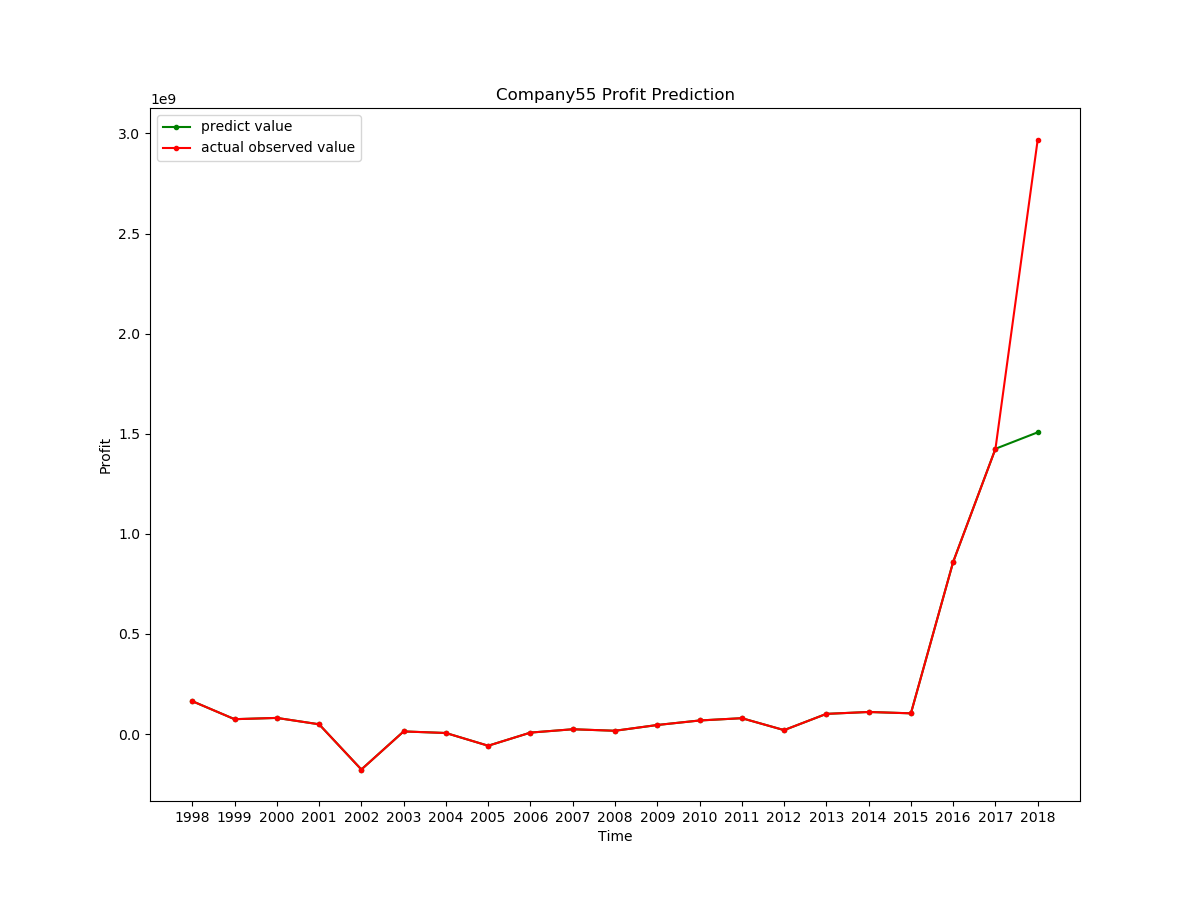 Company55 Profit Prediction
1e9
predict value
actual observed value
3.0
2.5
2.0
1.5
1.0
0.5
0.0
Profit
1998 1999 2000 2001 2002 2003 2004 2005 2006 2007 2008 2009 2010 2011 2012 2013 2014 2015 2016 2017 2018
Time